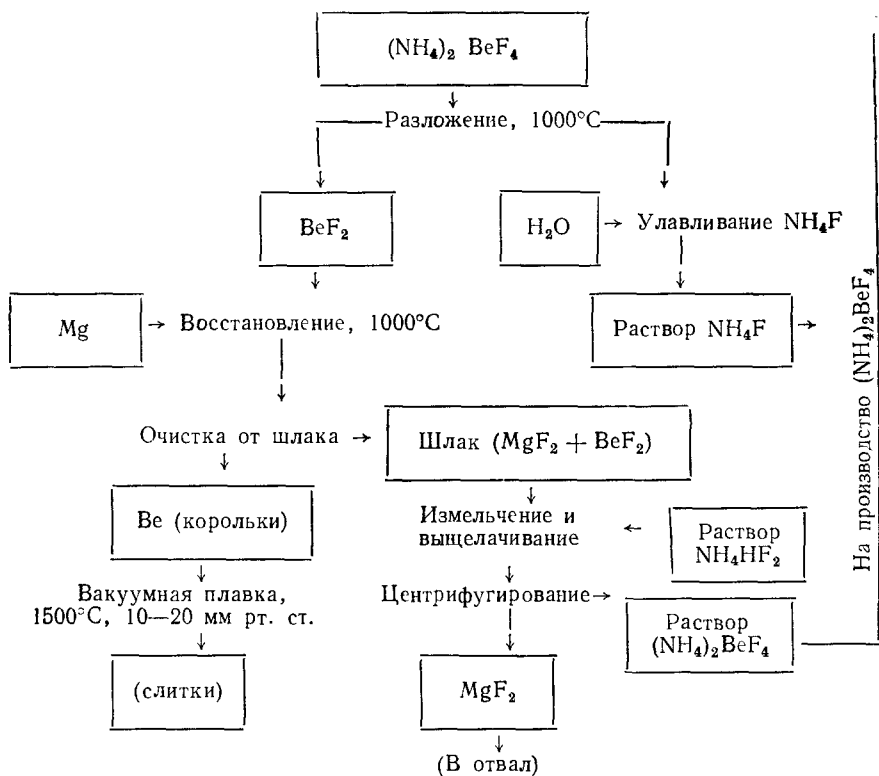 (NH₄)₂ BeF₄
Разложение, 1000°C
BeF₂
H₂O
Улавливание NH₄F
Mg
Восстановление, 1000°C
Раствор NH₄F
На производство (NH₄)₂BeF₄
Очистка от шлака
Шлак (MgF₂ + BeF₂)
Be (корольки)
Измельчение и
выщелачивание
Раствор
NH₄HF₂
Вакуумная плавка,
1500°C, 10—20 мм рт. ст.
Центрифугирование
Раствор
(NH₄)₂BeF₄
(слитки)
MgF₂
(В отвал)